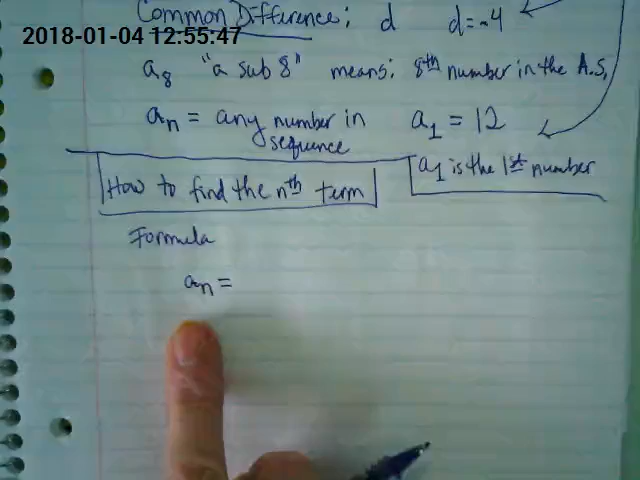 Common Difference: d d=-4
2018-01-04 12:55:47
a8 "a sub 8" means: 8th number in the A.S.
an = any number in sequence a1 = 12
a1 is the 1st number
How to find the nth term
Formula
an =